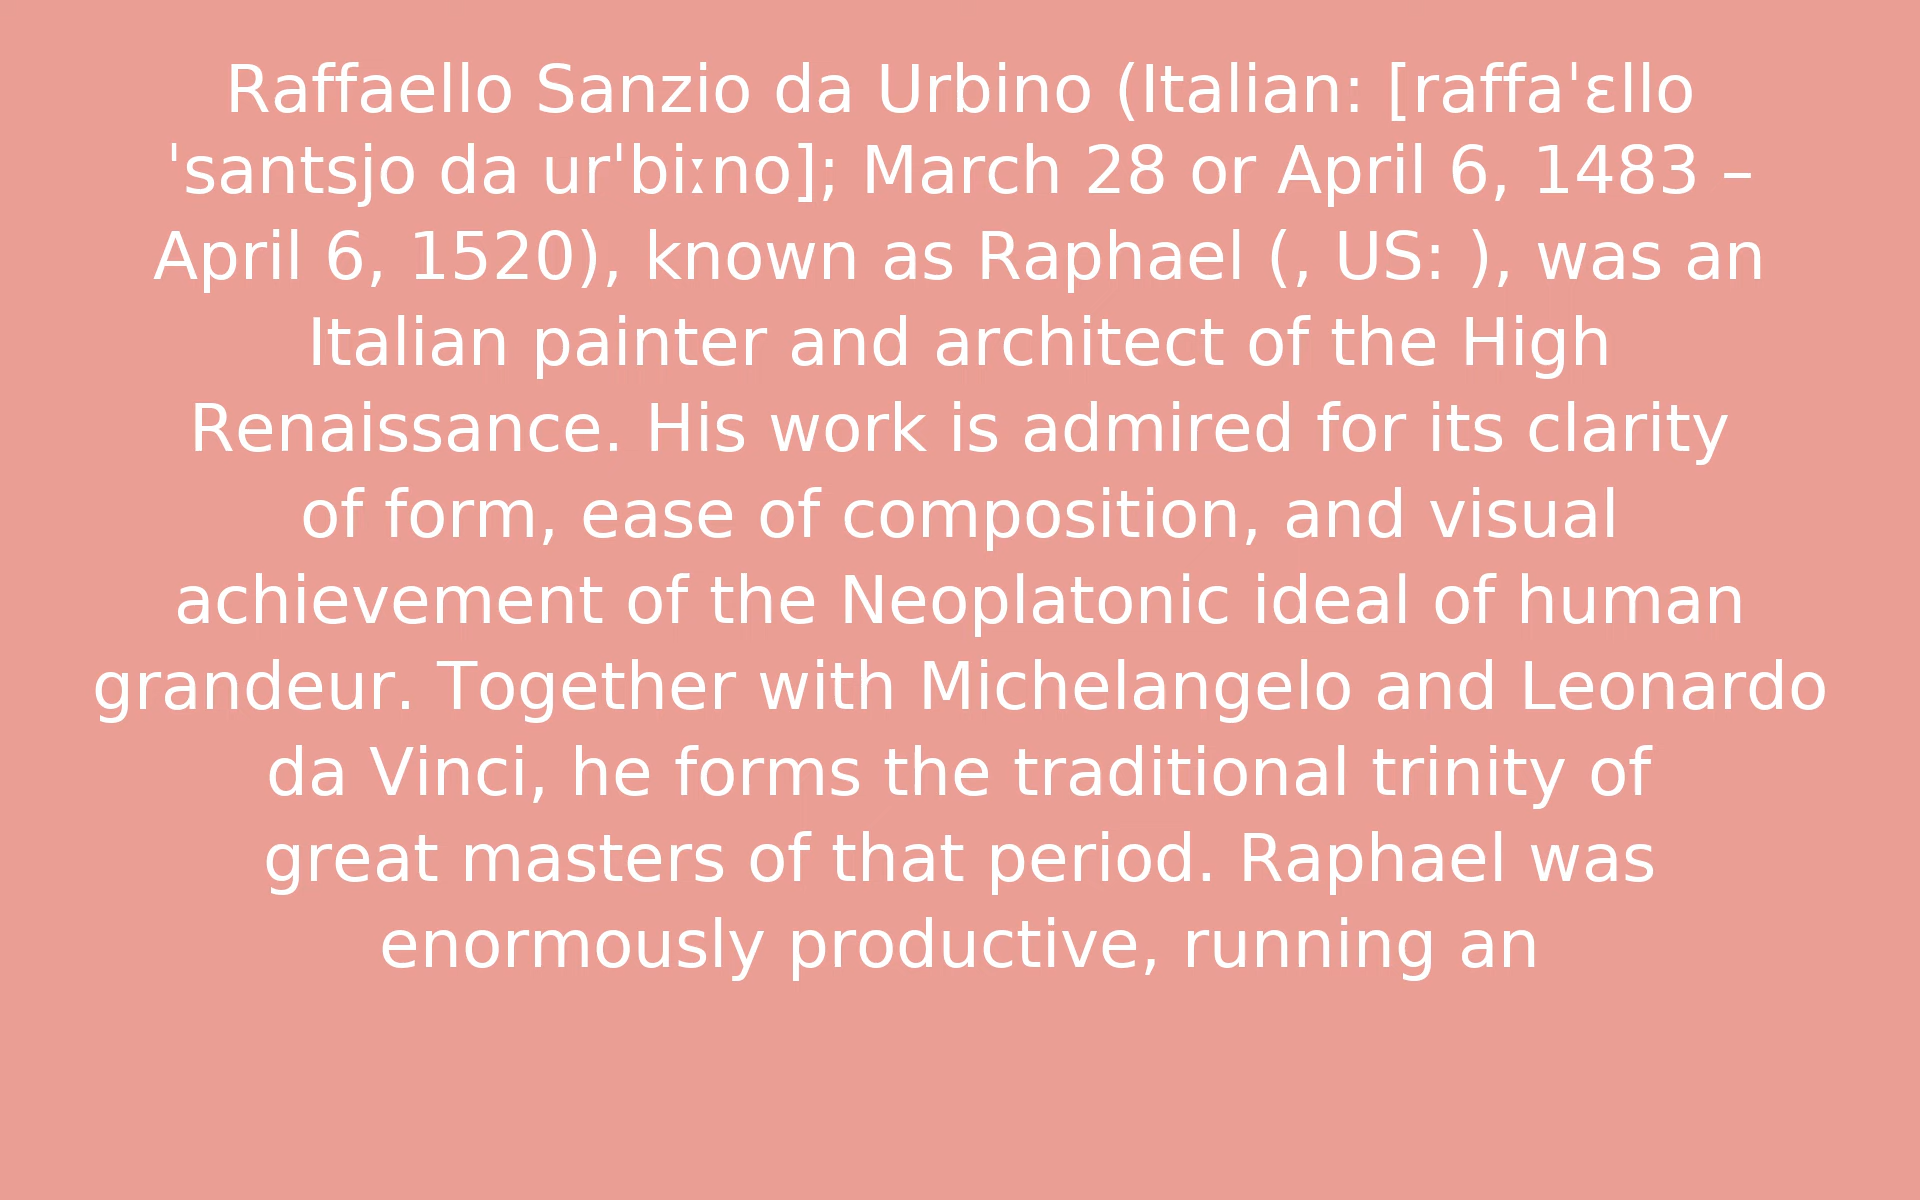 Raffaello Sanzio da Urbino (Italian: [raffaˈɛllo
ˈsantsjo da urˈbiːno]; March 28 or April 6, 1483 –
April 6, 1520), known as Raphael (, US: ), was an
Italian painter and architect of the High
Renaissance. His work is admired for its clarity
of form, ease of composition, and visual
achievement of the Neoplatonic ideal of human
grandeur. Together with Michelangelo and Leonardo
da Vinci, he forms the traditional trinity of
great masters of that period. Raphael was
enormously productive, running an